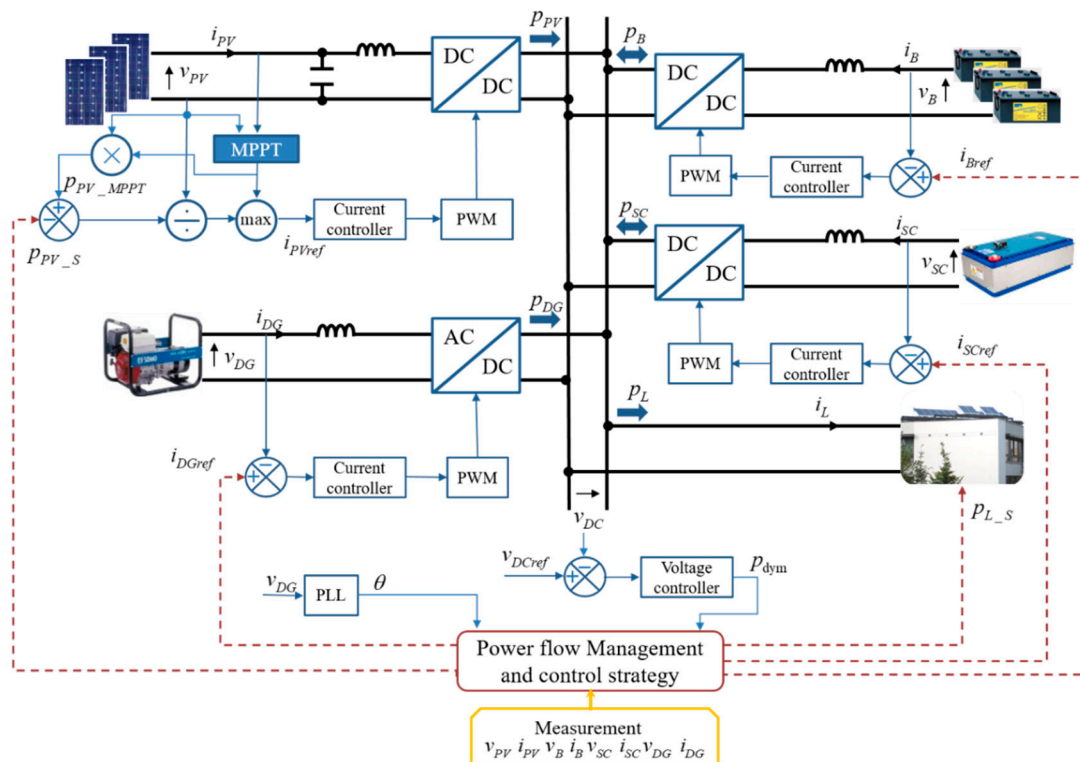 i_PV
p_PV
v_PV
DC
DC
MPPT
×
p_PV_MPPT
+
−
p_PV_S
÷
max
i_PVref
Current
controller
PWM
p_B
DC
DC
i_B
v_B
PWM
Current
controller
−
+
i_Bref
p_SC
DC
DC
i_SC
v_SC
PWM
Current
controller
−
+
i_SCref
i_DG
v_DG
AC
DC
p_DG
i_DGref
+
−
Current
controller
PWM
p_L
i_L
p_L_S
v_DC
v_DCref
+
−
Voltage
controller
p_dym
v_DG
PLL
θ
Power flow Management
and control strategy
Measurement
v_PV i_PV v_B i_B v_SC i_SC v_DG i_DG